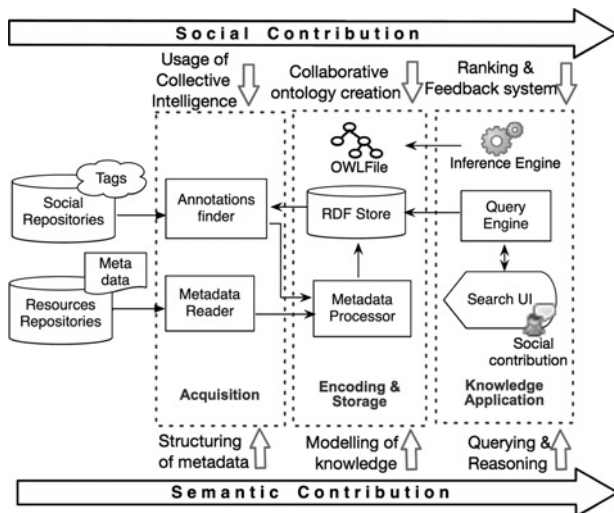 Social Contribution
Usage of
Collective
Intelligence
Collaborative
ontology creation
Ranking &
Feedback system
Tags
Social
Repositories
Annotations
finder
OWLFile
RDF Store
Inference Engine
Query
Engine
Meta
data
Resources
Repositories
Metadata
Reader
Metadata
Processor
Search UI
Social
contribution
Acquisition
Encoding &
Storage
Knowledge
Application
Structuring
of metadata
Modelling of
knowledge
Querying &
Reasoning
Semantic Contribution